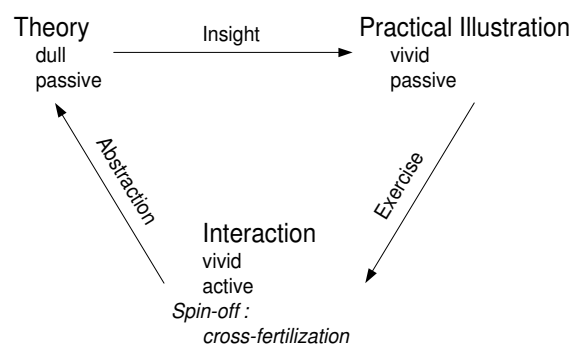 Theory
dull
passive
Insight
Practical Illustration
vivid
passive
Abstraction
Exercise
Interaction
vivid
active
Spin-off :
cross-fertilization